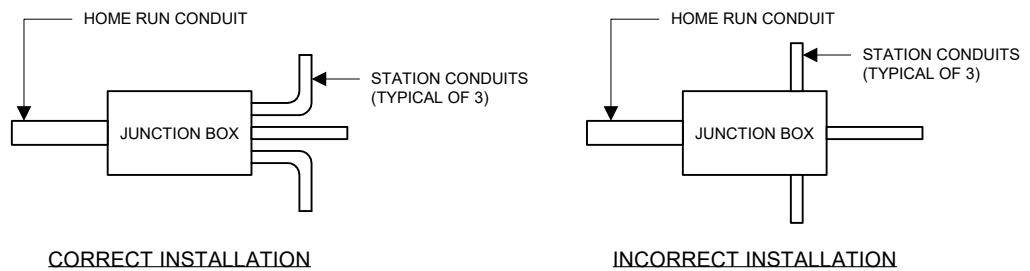 HOME RUN CONDUIT
STATION CONDUITS
(TYPICAL OF 3)
JUNCTION BOX
CORRECT INSTALLATION
HOME RUN CONDUIT
STATION CONDUITS
(TYPICAL OF 3)
JUNCTION BOX
INCORRECT INSTALLATION